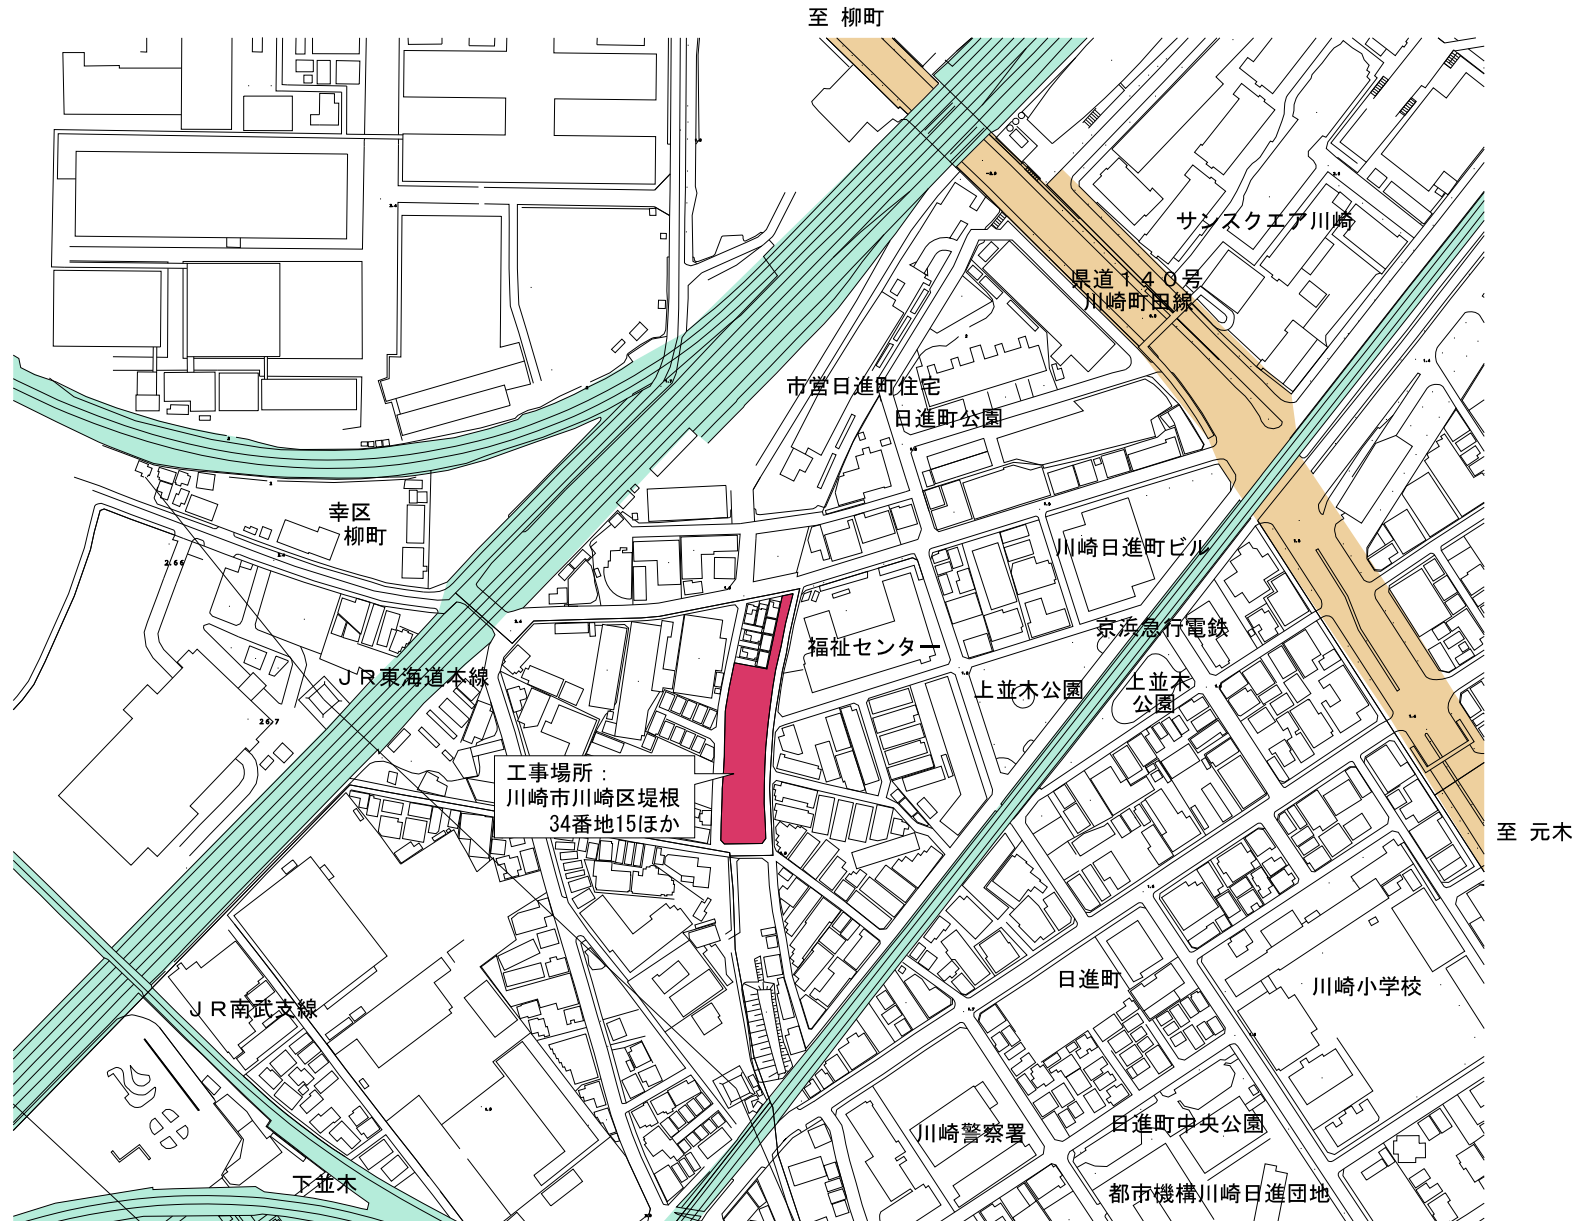 至 柳町
サンスクエア川崎
県道140号
川崎町田線
市営日進町住宅
日進町公園
幸区
柳町
川崎日進町ビル
2.66
京浜急行電鉄
福祉センター
JR東海道本線
上並木公園
上並木
公園
26.7
工事場所：
川崎市川崎区堤根
34番地15ほか
至 元木
日進町
川崎小学校
JR南武支線
川崎警察署
日進町中央公園
下並木
都市機構川崎日進団地